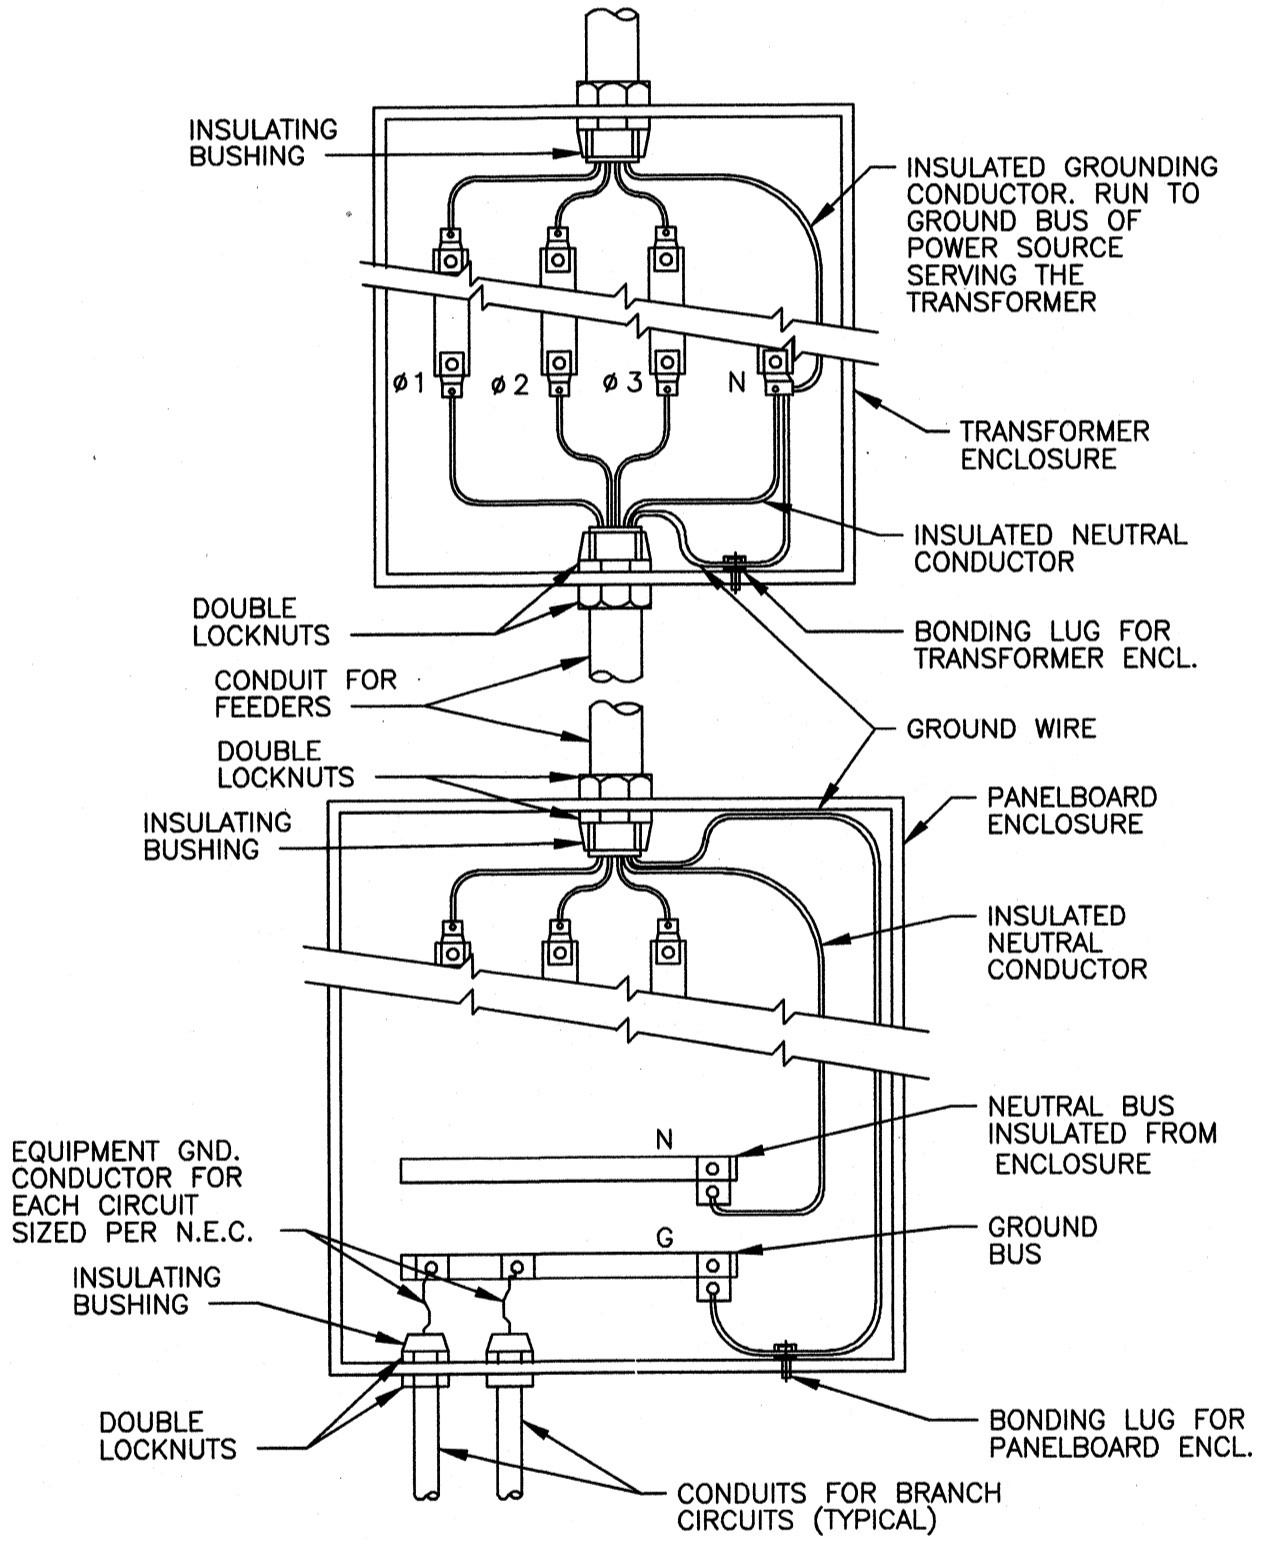 INSULATING
BUSHING
INSULATED GROUNDING
CONDUCTOR. RUN TO
GROUND BUS OF
POWER SOURCE
SERVING THE
TRANSFORMER
ø1
ø2
ø3
N
TRANSFORMER
ENCLOSURE
INSULATED NEUTRAL
CONDUCTOR
DOUBLE
LOCKNUTS
BONDING LUG FOR
TRANSFORMER ENCL.
CONDUIT FOR
FEEDERS
GROUND WIRE
DOUBLE
LOCKNUTS
PANELBOARD
ENCLOSURE
INSULATING
BUSHING
INSULATED
NEUTRAL
CONDUCTOR
NEUTRAL BUS
INSULATED FROM
ENCLOSURE
N
EQUIPMENT GND.
CONDUCTOR FOR
EACH CIRCUIT
SIZED PER N.E.C.
G
GROUND
BUS
INSULATING
BUSHING
DOUBLE
LOCKNUTS
BONDING LUG FOR
PANELBOARD ENCL.
CONDUITS FOR BRANCH
CIRCUITS (TYPICAL)